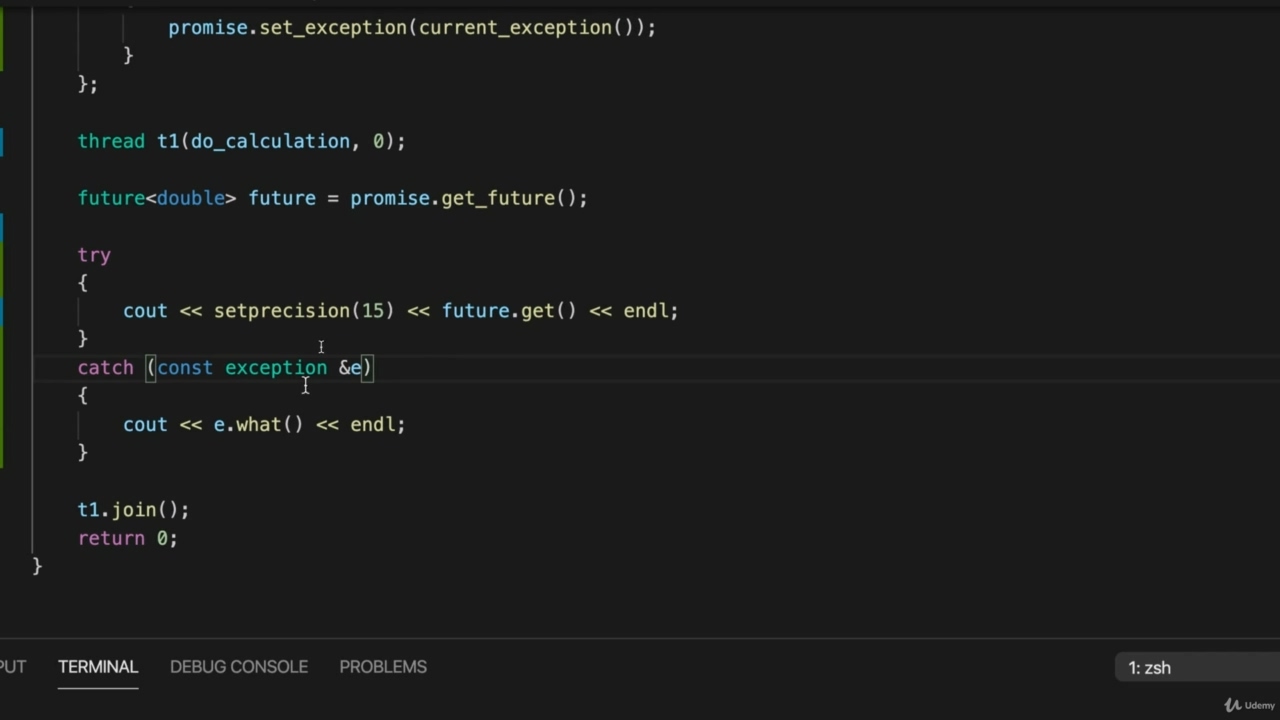 promise.set_exception(current_exception());
}
};
thread t1(do_calculation, 0);
future<double> future = promise.get_future();
try
{
cout << setprecision(15) << future.get() << endl;
}
catch (const exception &e)
{
cout << e.what() << endl;
}
t1.join();
return 0;
}
PUT TERMINAL DEBUG CONSOLE PROBLEMS 1: zsh
Udemy